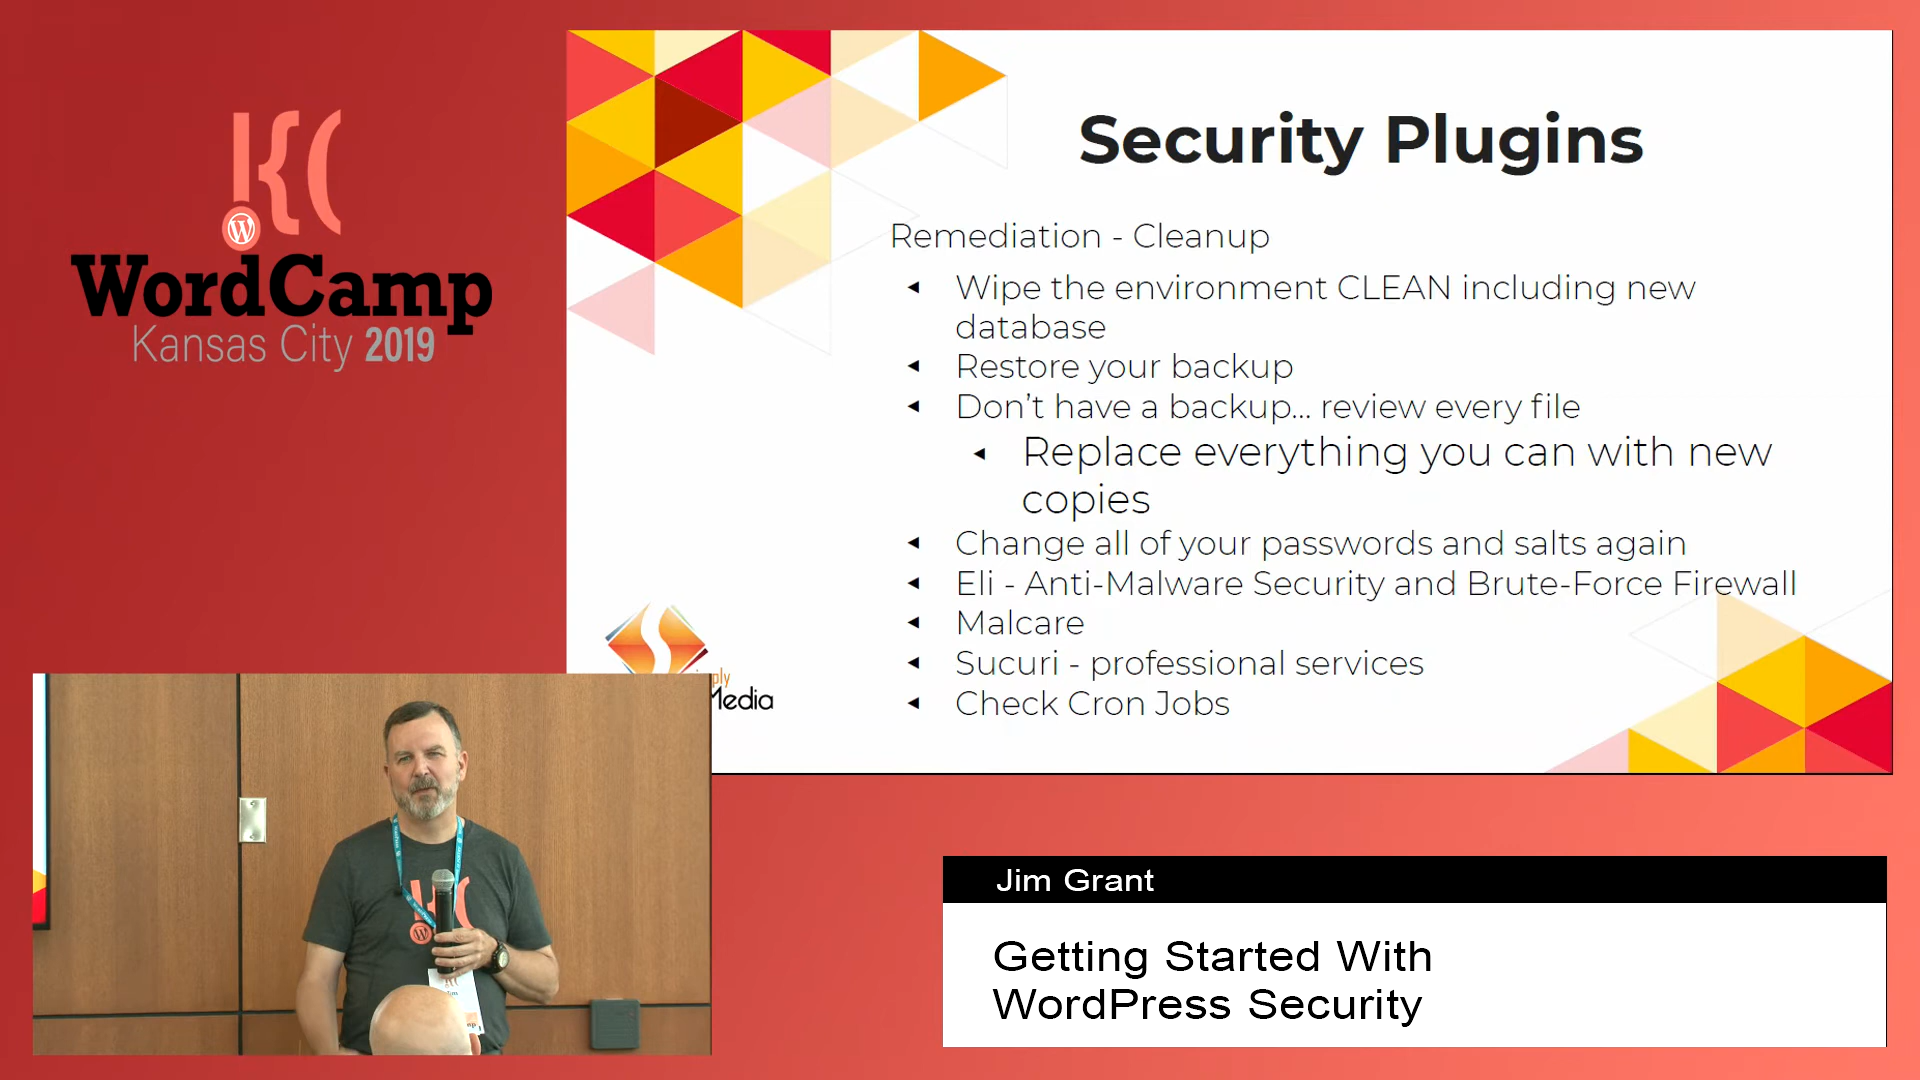 WordCamp
Kansas City 2019
Security Plugins
Remediation - Cleanup
Wipe the environment CLEAN including new
database
Restore your backup
Don't have a backup... review every file
Replace everything you can with new
copies
Change all of your passwords and salts again
Eli - Anti-Malware Security and Brute-Force Firewall
Malcare
Sucuri - professional services
Check Cron Jobs
Media
Jim Grant
Getting Started With
WordPress Security